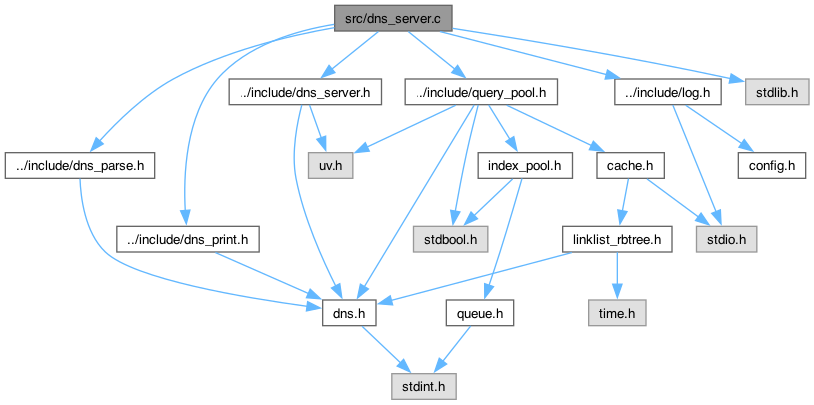 src/dns_server.c
../include/dns_server.h
../include/query_pool.h
../include/log.h
stdlib.h
../include/dns_parse.h
uv.h
index_pool.h
cache.h
config.h
../include/dns_print.h
stdbool.h
linklist_rbtree.h
stdio.h
dns.h
queue.h
time.h
stdint.h